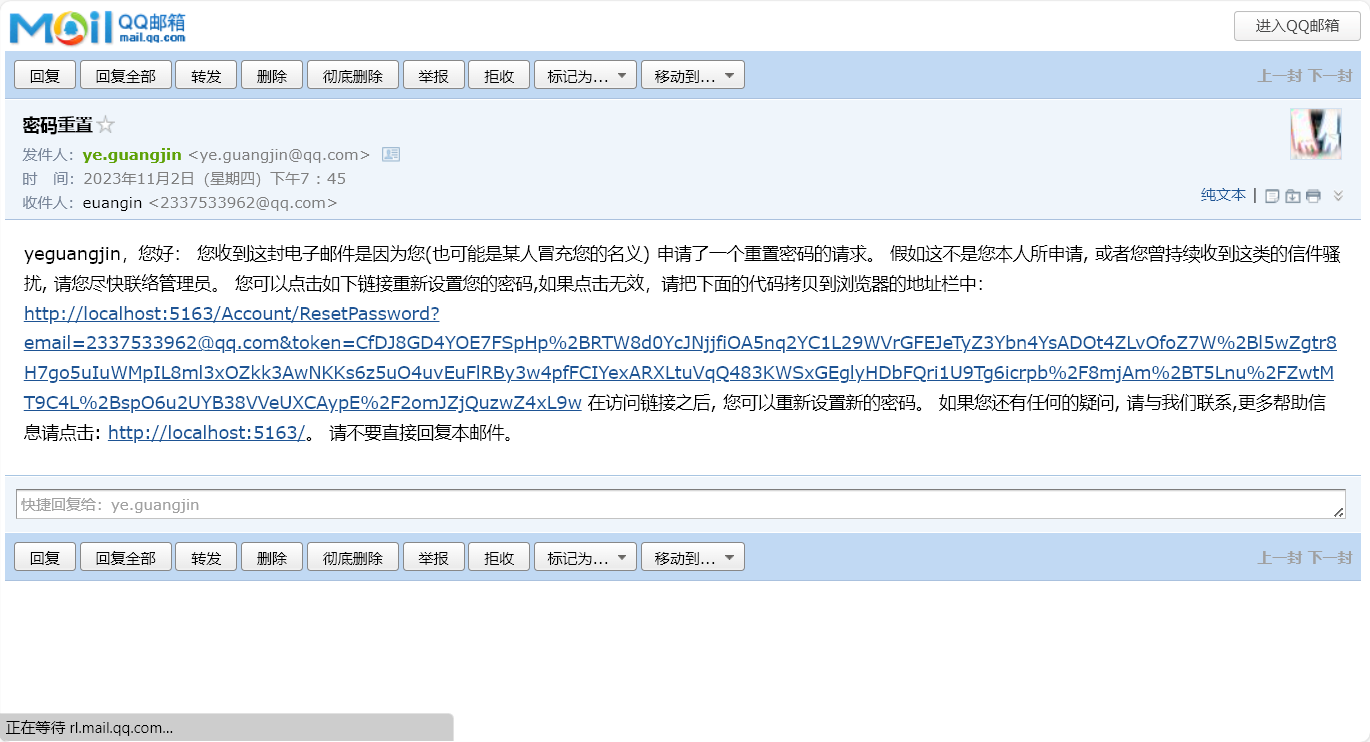 Mail QQ邮箱
mail.qq.com
进入QQ邮箱
回复 回复全部 转发 删除 彻底删除 举报 拒收 标记为... 移动到... 上一封 下一封
密码重置
发件人：ye.guangjin <ye.guangjin@qq.com>
时 间：2023年11月2日（星期四）下午7：45
纯文本 |
收件人：euangin <2337533962@qq.com>
yeguangjin，您好： 您收到这封电子邮件是因为您(也可能是某人冒充您的名义) 申请了一个重置密码的请求。 假如这不是您本人所申请, 或者您曾持续收到这类的信件骚
扰, 请您尽快联络管理员。 您可以点击如下链接重新设置您的密码,如果点击无效，请把下面的代码拷贝到浏览器的地址栏中：
http://localhost:5163/Account/ResetPassword?
email=2337533962@qq.com&token=CfDJ8GD4YOE7FSpHp%2BRTW8d0YcJNjjfiOA5nq2YC1L29WVrGFEJeTyZ3Ybn4YsADOt4ZLvOfoZ7W%2Bl5wZgtr8
H7go5uIuWMpIL8ml3xOZkk3AwNKKs6z5uO4uvEuFlRBy3w4pfFCIYexARXLtuVqQ483KWSxGEglyHDbFQri1U9Tg6icrpb%2F8mjAm%2BT5Lnu%2FZwtM
T9C4L%2BspO6u2UYB38VVeUXCAypE%2F2omJZjQuzwZ4xL9w 在访问链接之后, 您可以重新设置新的密码。 如果您还有任何的疑问, 请与我们联系,更多帮助信
息请点击: http://localhost:5163/。 请不要直接回复本邮件。
快捷回复给：ye.guangjin
回复 回复全部 转发 删除 彻底删除 举报 拒收 标记为... 移动到... 上一封 下一封
正在等待 rl.mail.qq.com...